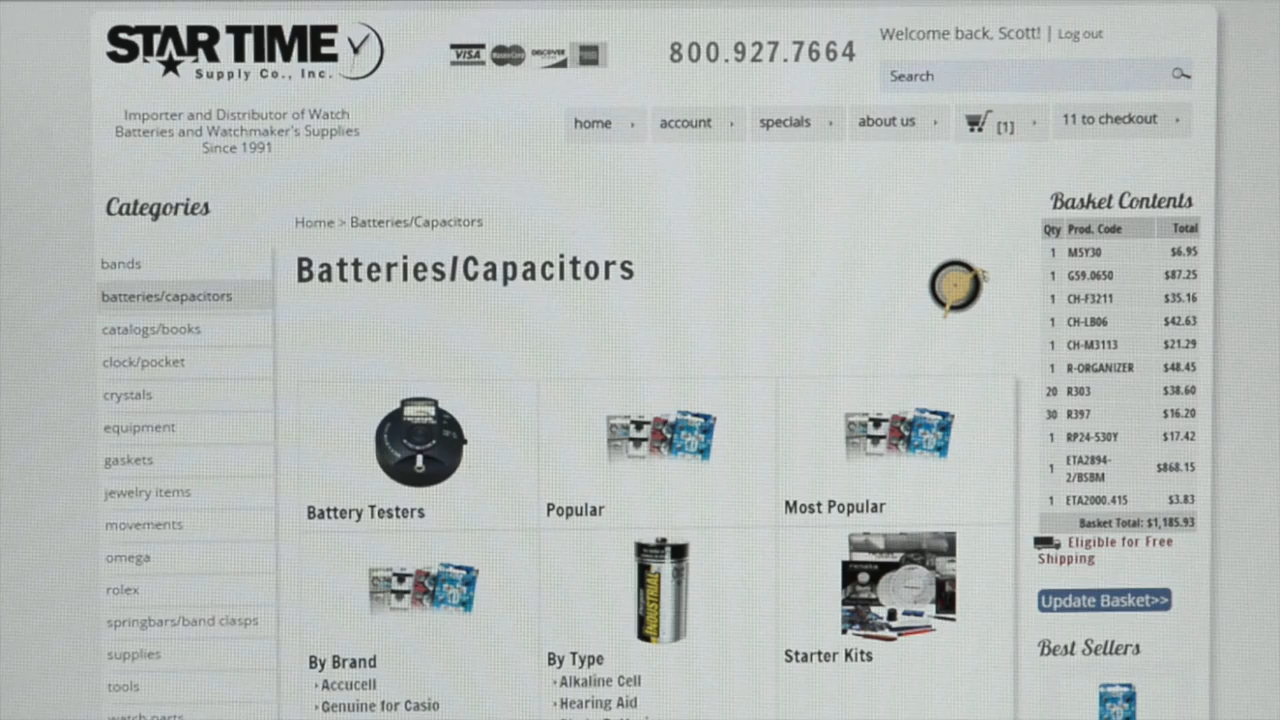 STAR TIME
Supply Co., Inc.
VISA
MasterCard
DISCOVER
800.927.7664
Welcome back, Scott! | Log out
Search
Importer and Distributor of Watch
Batteries and Watchmaker's Supplies
Since 1991
home
account
specials
about us
[1]
11 to checkout
Categories
bands
batteries/capacitors
catalogs/books
clock/pocket
crystals
equipment
gaskets
jewelry items
movements
omega
rolex
springbars/band clasps
supplies
tools
watch parts
Home > Batteries/Capacitors
Batteries/Capacitors
Battery Testers
Popular
Most Popular
INDUSTRIAL
renata
By Brand
Accucell
Genuine for Casio
By Type
Alkaline Cell
Hearing Aid
Starter Kits
Basket Contents
Qty Prod. Code Total
1 M5Y30 $6.95
1 G59.0650 $87.25
1 CH-F3211 $35.16
1 CH-LB06 $42.63
1 CH-M3113 $21.29
1 R-ORGANIZER $48.45
20 R303 $38.60
30 R397 $16.20
1 RP24-530Y $17.42
1 ETA2894-2/BSBM $868.15
1 ETA2000.415 $3.83
Basket Total: $1,185.93
Eligible for Free
Shipping
Update Basket>>
Best Sellers